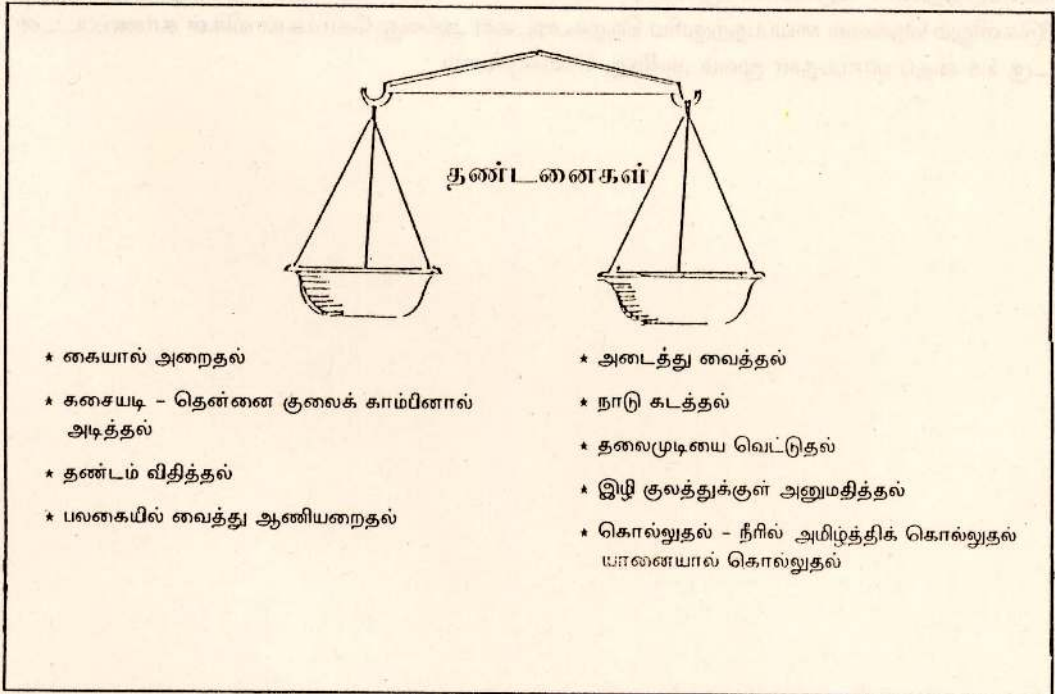 தண்டனைகள்
* கையால் அறைதல்
* கசையடி – தென்னை குலைக் காம்பினால்
அடித்தல்
* தண்டம் விதித்தல்
* பலகையில் வைத்து ஆணியறைதல்
* அடைத்து வைத்தல்
* நாடு கடத்தல்
* தலைமுடியை வெட்டுதல்
* இழி குலத்துக்குள் அனுமதித்தல்
* கொல்லுதல் – நீரில் அமிழ்த்திக் கொல்லுதல்
யானையால் கொல்லுதல்